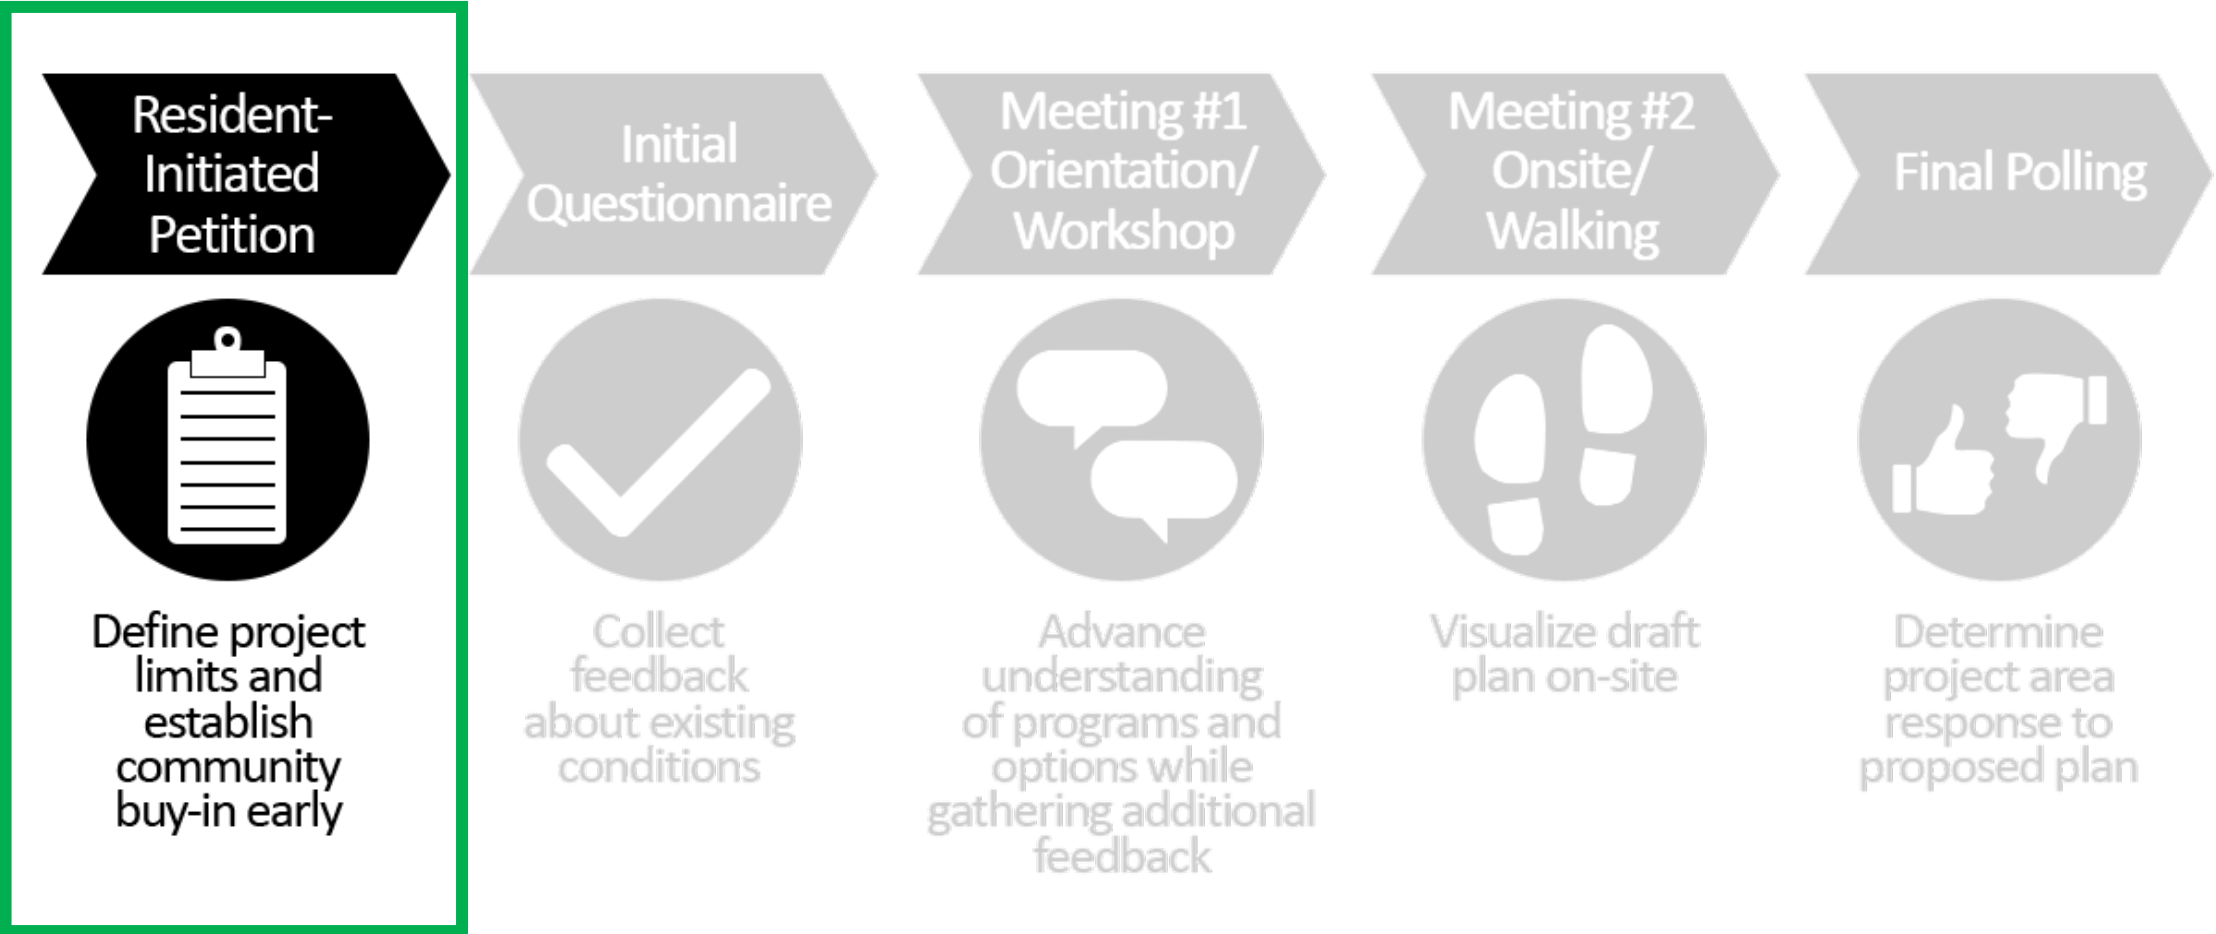 Resident-
Initiated
Petition
Define project
limits and
establish
community
buy-in early
Initial
Questionnaire
Collect
feedback
about existing
conditions
Meeting #1
Orientation/
Workshop
Advance
understanding
of programs and
options while
gathering additional
feedback
Meeting #2
Onsite/
Walking
Visualize draft
plan on-site
Final Polling
Determine
project area
response to
proposed plan